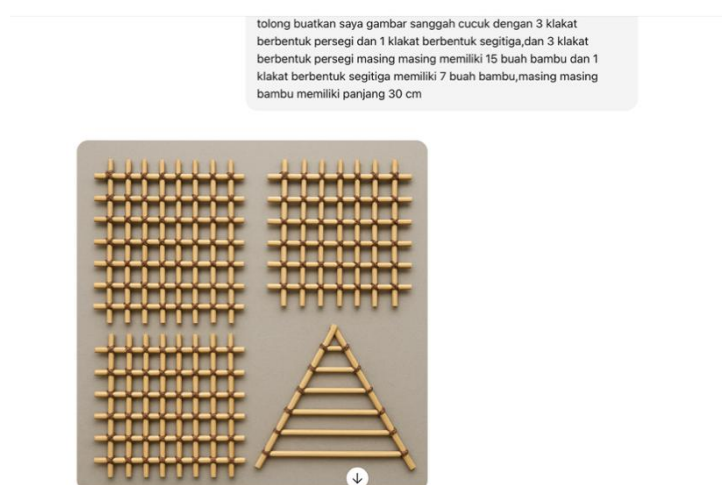 tolong buatkan saya gambar sanggah cucuk dengan 3 klakat
berbentuk persegi dan 1 klakat berbentuk segitiga,dan 3 klakat
berbentuk persegi masing masing memiliki 15 buah bambu dan 1
klakat berbentuk segitiga memiliki 7 buah bambu,masing masing
bambu memiliki panjang 30 cm